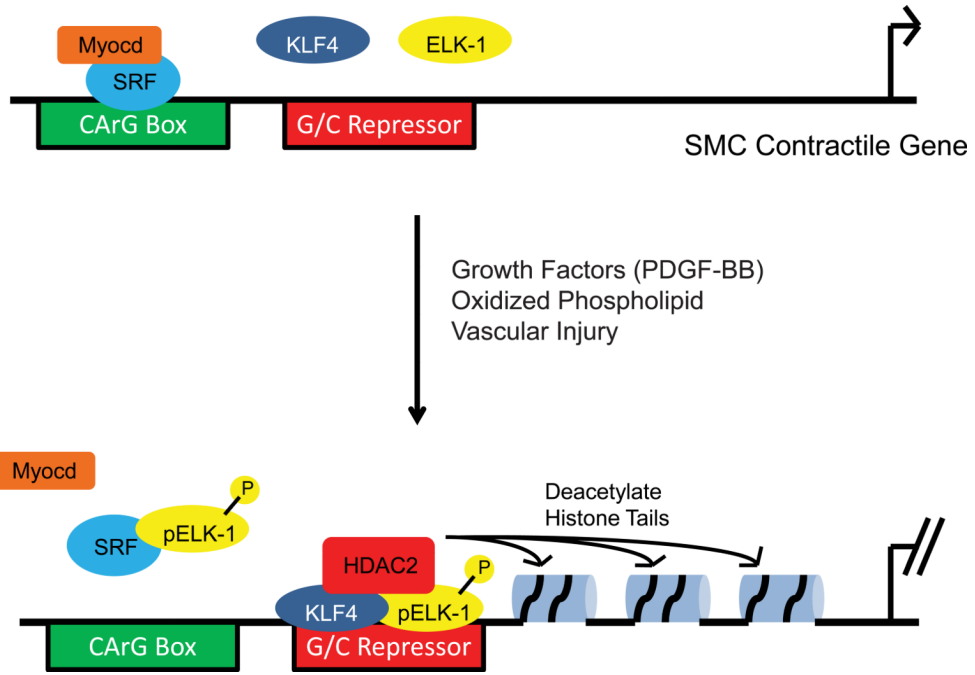 Myocd
SRF
KLF4
ELK-1
CArG Box
G/C Repressor
SMC Contractile Gene
Growth Factors (PDGF-BB)
Oxidized Phospholipid
Vascular Injury
Myocd
SRF
pELK-1
P
Deacetylate
Histone Tails
HDAC2
KLF4
pELK-1
P
CArG Box
G/C Repressor